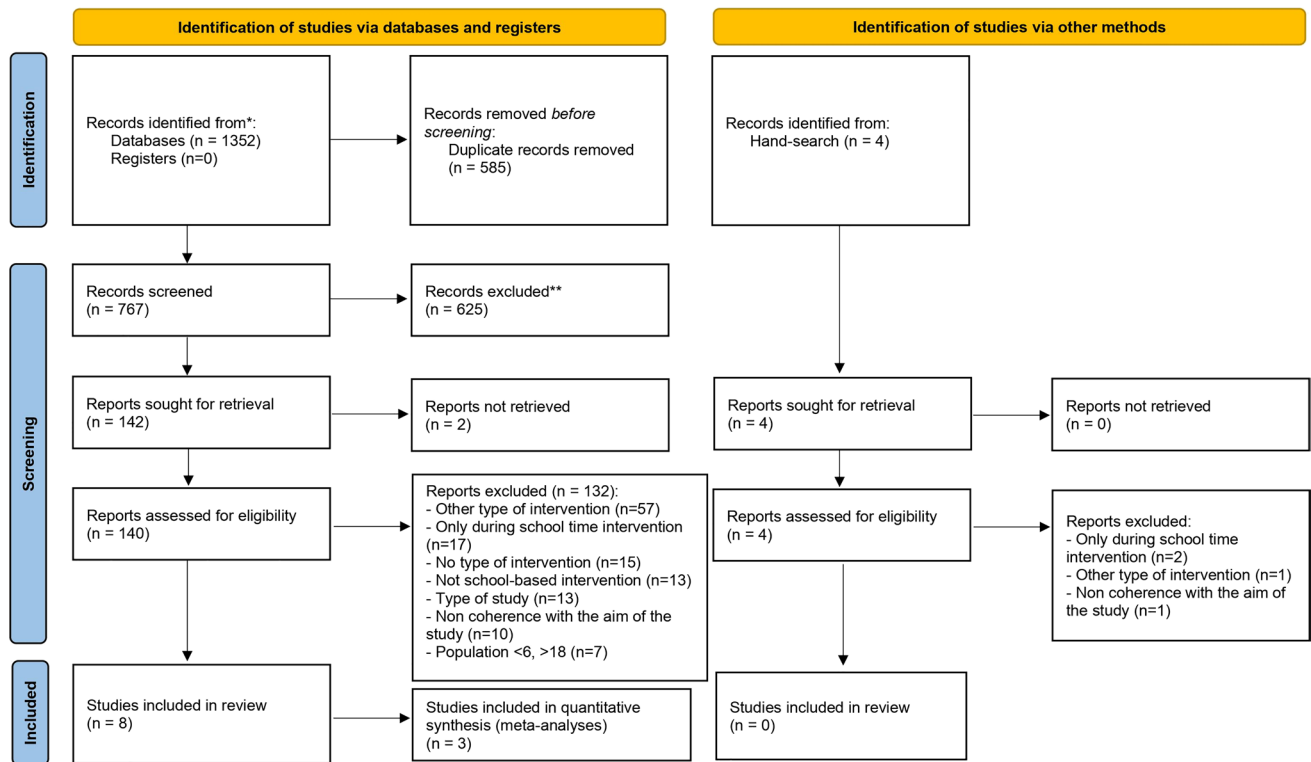 Identification of studies via databases and registers
Identification of studies via other methods
Identification
Records identified from*:
Databases (n = 1352)
Registers (n=0)
Records removed before
screening:
Duplicate records removed
(n = 585)
Records identified from:
Hand-search (n = 4)
Screening
Records screened
(n = 767)
Records excluded**
(n = 625)
Reports sought for retrieval
(n = 142)
Reports not retrieved
(n = 2)
Reports sought for retrieval
(n = 4)
Reports not retrieved
(n = 0)
Reports assessed for eligibility
(n = 140)
Reports excluded (n = 132):
- Other type of intervention (n=57)
- Only during school time intervention
(n=17)
- No type of intervention (n=15)
- Not school-based intervention (n=13)
- Type of study (n=13)
- Non coherence with the aim of the
study (n=10)
- Population <6, >18 (n=7)
Reports assessed for eligibility
(n = 4)
Reports excluded:
- Only during school time
intervention (n=2)
- Other type of intervention (n=1)
- Non coherence with the aim of
the study (n=1)
Included
Studies included in review
(n = 8)
Studies included in quantitative
synthesis (meta-analyses)
(n = 3)
Studies included in review
(n = 0)